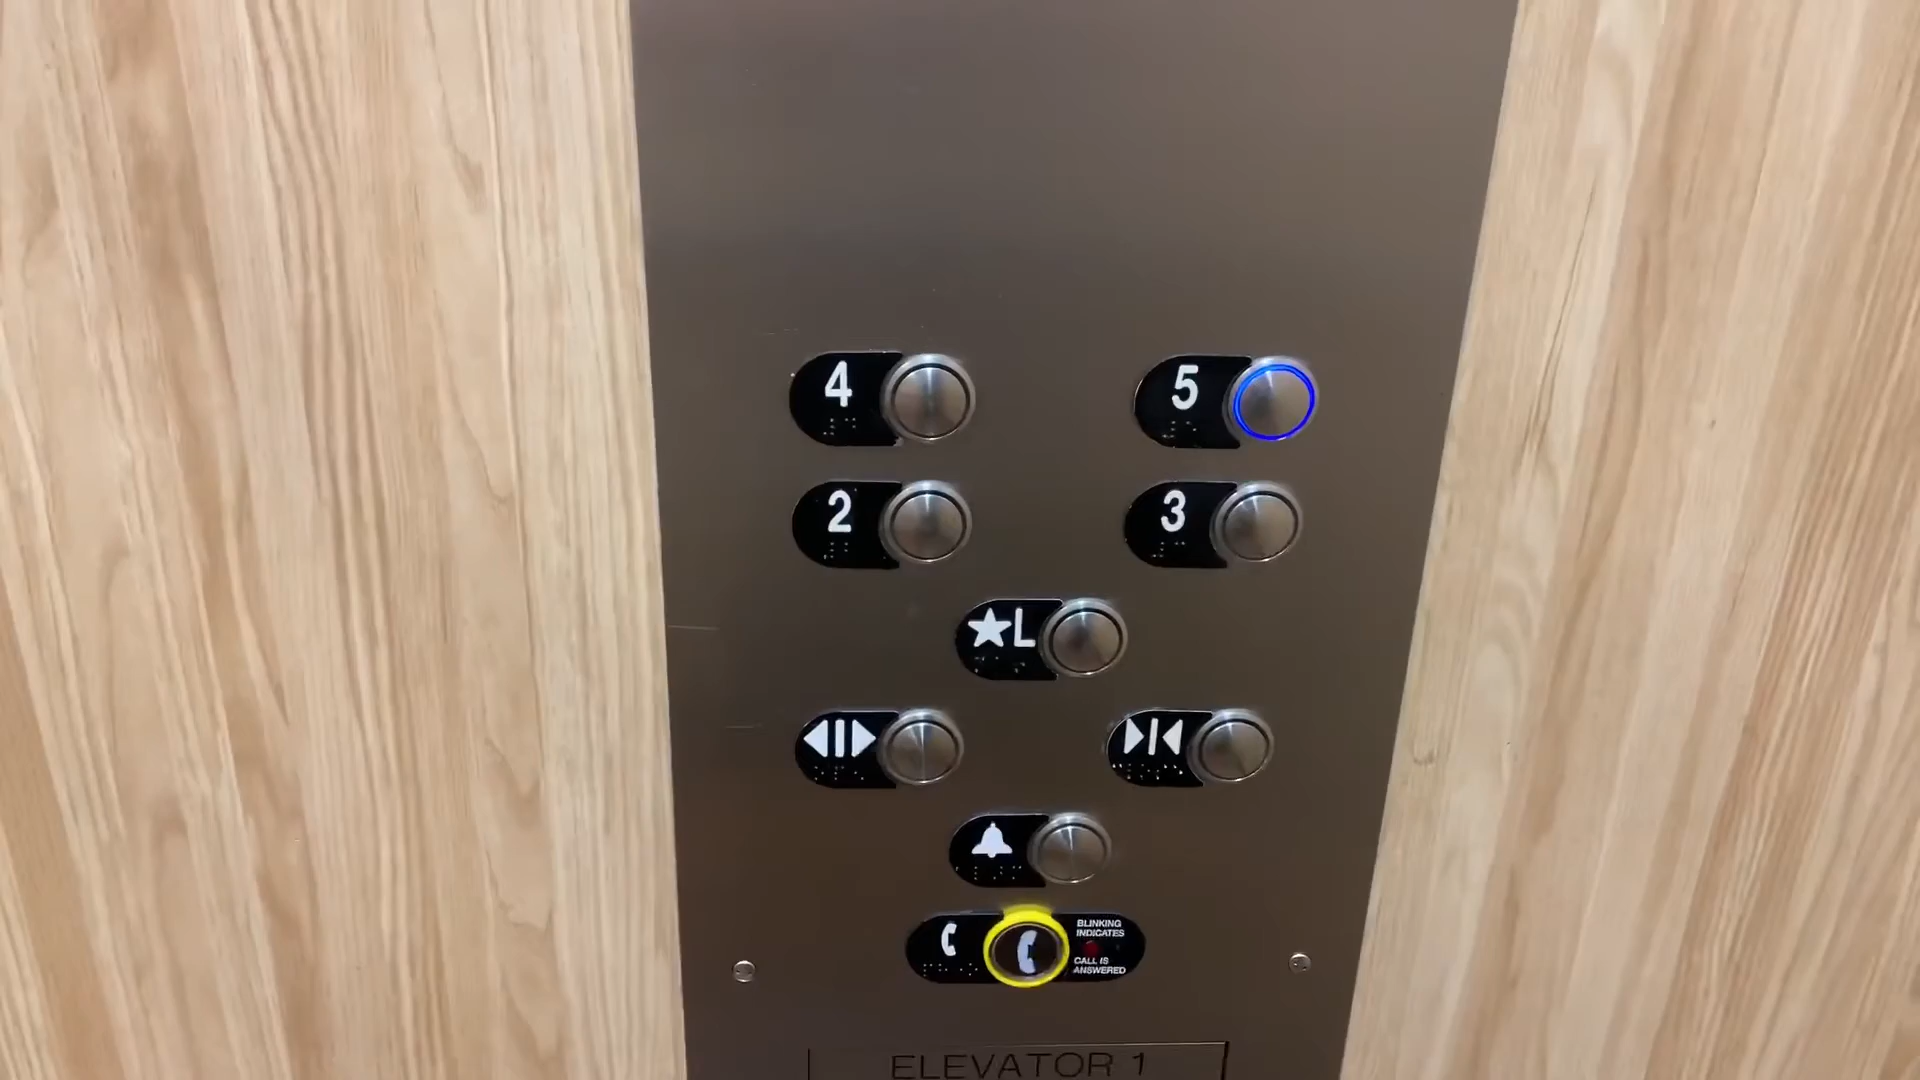 4
5
2
3
★L
BLINKING
INDICATES
CALL IS
ANSWERED
ELEVATOR 1